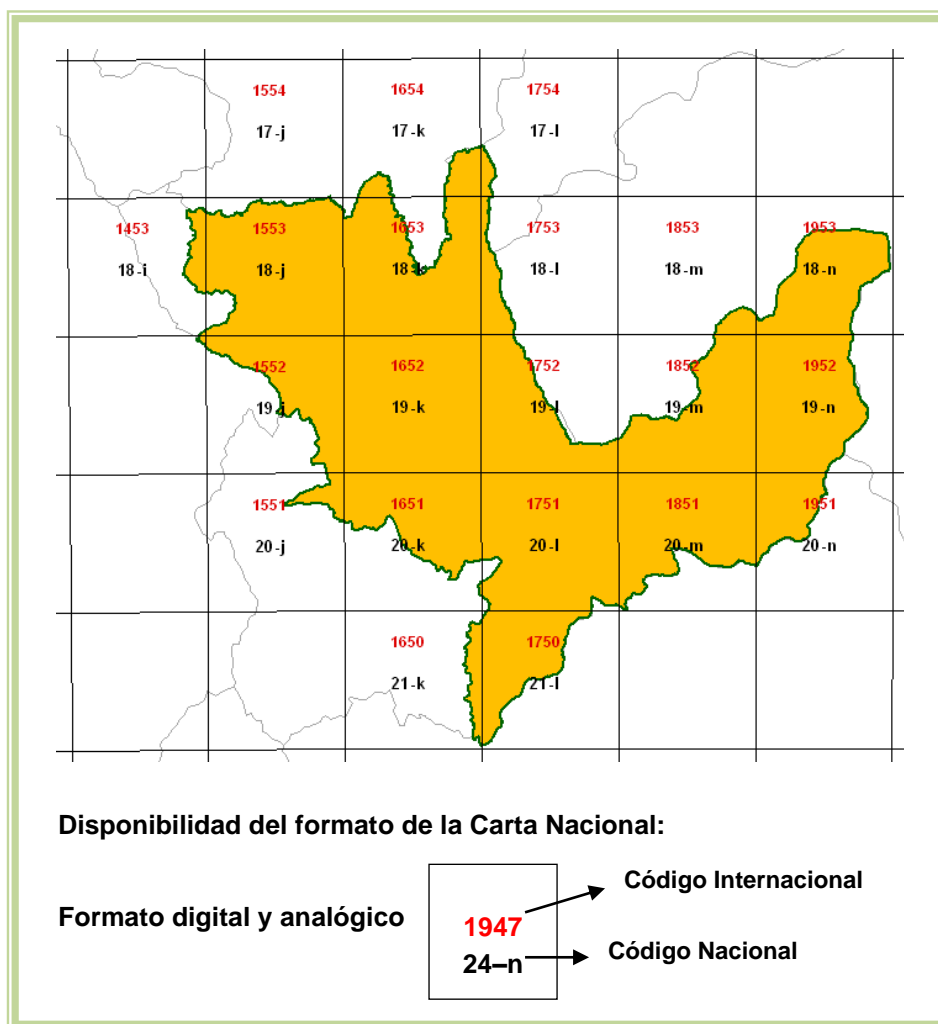 1554 1654 1754
17-j 17-k 17-l
1453 1553 1653 1753 1853 1953
18-i 18-j 18-k 18-l 18-m 18-n
1552 1652 1752 1852 1952
19-j 19-k 19-l 19-m 19-n
1551 1651 1751 1851 1951
20-j 20-k 20-l 20-m 20-n
1650 1750
21-k 21-l
Disponibilidad del formato de la Carta Nacional:
Código Internacional
Formato digital y analógico
1947
Código Nacional
24–n